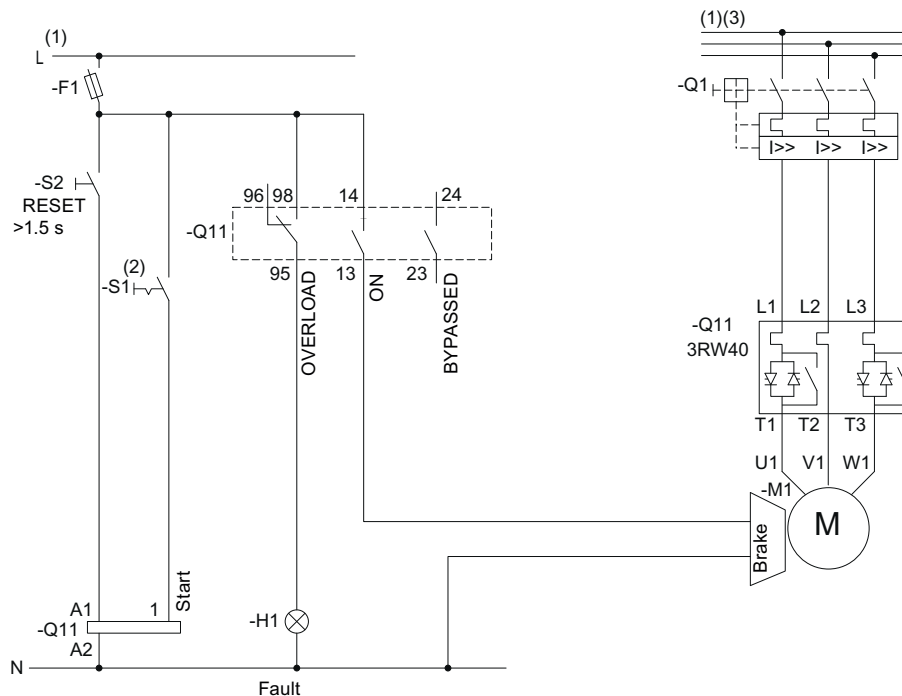 (1)
L
-F1
-S2
RESET
>1.5 s
(2)
-S1
96 98
14
24
-Q11
95
13
23
OVERLOAD
ON
BYPASSED
A1
1
Start
-Q11
A2
-H1
N
Fault
(1)(3)
-Q1
I>> I>> I>>
L1 L2 L3
-Q11
3RW40
T1 T2 T3
U1 V1 W1
-M1
M
Brake